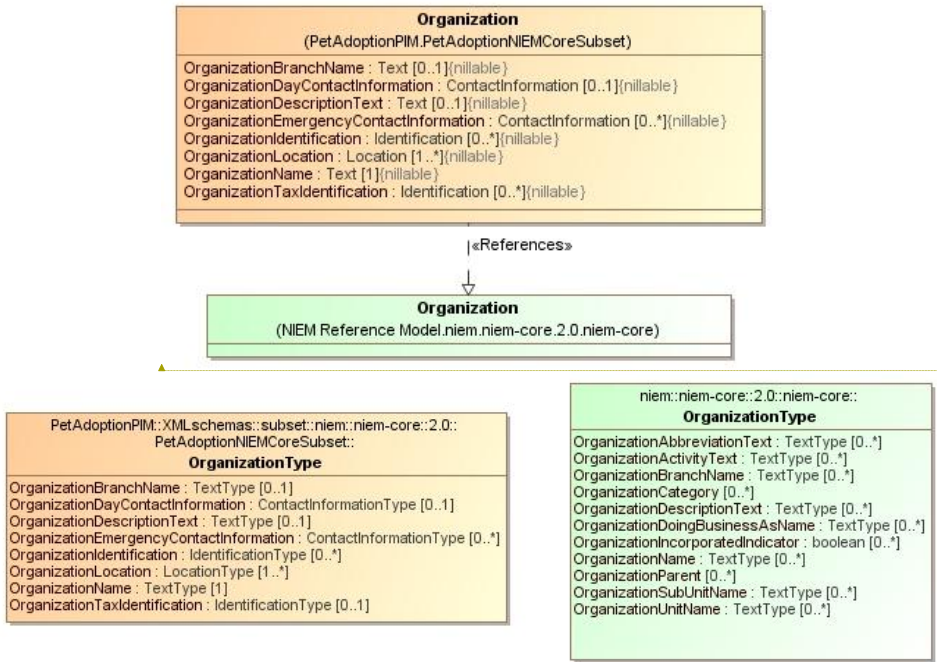 Organization
(PetAdoptionPIM.PetAdoptionNIEMCoreSubset)
OrganizationBranchName : Text [0..1]{nillable}
OrganizationDayContactInformation : ContactInformation [0..1]{nillable}
OrganizationDescriptionText : Text [0..1]{nillable}
OrganizationEmergencyContactInformation : ContactInformation [0..*]{nillable}
OrganizationIdentification : Identification [0..*]{nillable}
OrganizationLocation : Location [1..*]{nillable}
OrganizationName : Text [1]{nillable}
OrganizationTaxIdentification : Identification [0..*]{nillable}
«References»
Organization
(NIEM Reference Model.niem.niem-core.2.0.niem-core)
PetAdoptionPIM::XMLschemas::subset::niem::niem-core::2.0::
PetAdoptionNIEMCoreSubset::
OrganizationType
OrganizationBranchName : TextType [0..1]
OrganizationDayContactInformation : ContactInformationType [0..1]
OrganizationDescriptionText : TextType [0..1]
OrganizationEmergencyContactInformation : ContactInformationType [0..*]
OrganizationIdentification : IdentificationType [0..*]
OrganizationLocation : LocationType [1..*]
OrganizationName : TextType [1]
OrganizationTaxIdentification : IdentificationType [0..1]
niem::niem-core::2.0::niem-core::
OrganizationType
OrganizationAbbreviationText : TextType [0..*]
OrganizationActivityText : TextType [0..*]
OrganizationBranchName : TextType [0..*]
OrganizationCategory [0..*]
OrganizationDescriptionText : TextType [0..*]
OrganizationDoingBusinessAsName : TextType [0..*]
OrganizationIncorporatedIndicator : boolean [0..*]
OrganizationName : TextType [0..*]
OrganizationParent [0..*]
OrganizationSubUnitName : TextType [0..*]
OrganizationUnitName : TextType [0..*]